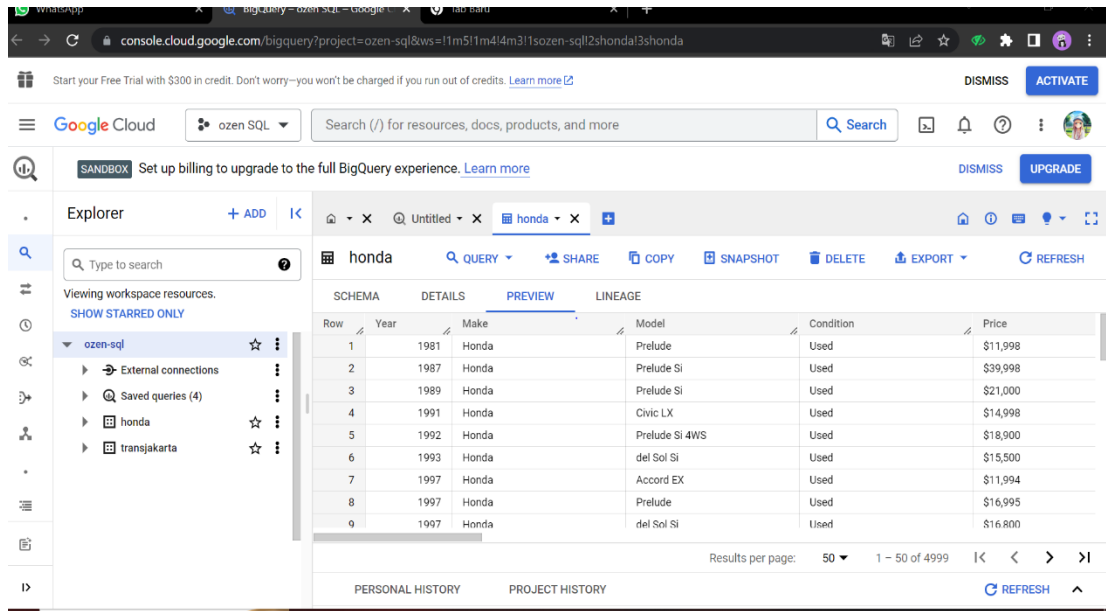 WhatsApp BigQuery – ozen SQL – Google C Tab Baru
console.cloud.google.com/bigquery?project=ozen-sql&ws=!1m5!1m4!4m3!1sozen-sql!2shonda!3shonda
Start your Free Trial with $300 in credit. Don't worry—you won't be charged if you run out of credits. Learn more DISMISS ACTIVATE
Google Cloud ozen SQL Search (/) for resources, docs, products, and more Search
SANDBOX Set up billing to upgrade to the full BigQuery experience. Learn more DISMISS UPGRADE
Explorer + ADD Untitled honda
Type to search honda QUERY SHARE COPY SNAPSHOT DELETE EXPORT REFRESH
Viewing workspace resources. SCHEMA DETAILS PREVIEW LINEAGE
SHOW STARRED ONLY
Row Year Make Model Condition Price
ozen-sql 1 1981 Honda Prelude Used $11,998
External connections 2 1987 Honda Prelude Si Used $39,998
Saved queries (4) 3 1989 Honda Prelude Si Used $21,000
honda 4 1991 Honda Civic LX Used $14,998
transjakarta 5 1992 Honda Prelude Si 4WS Used $18,900
6 1993 Honda del Sol Si Used $15,500
7 1997 Honda Accord EX Used $11,994
8 1997 Honda Prelude Used $16,995
9 1997 Honda del Sol Si Used $16,800
Results per page: 50 1 – 50 of 4999
PERSONAL HISTORY PROJECT HISTORY REFRESH